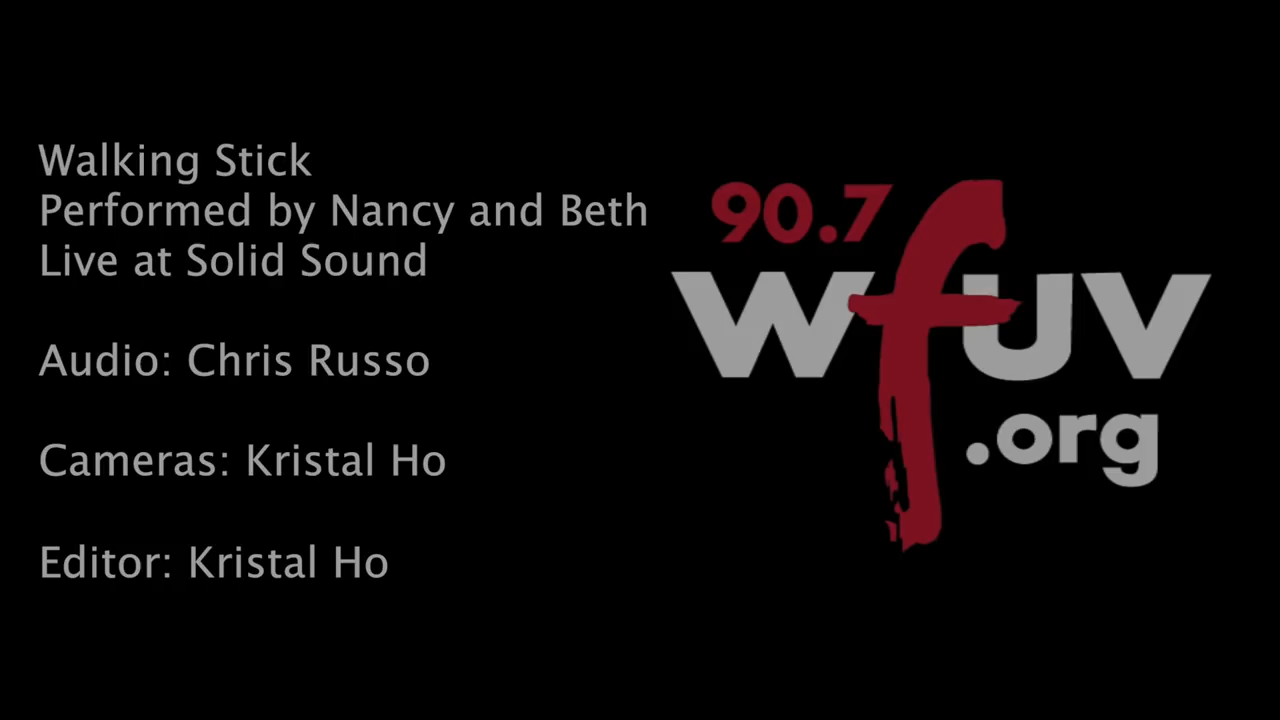 Walking Stick
Performed by Nancy and Beth
Live at Solid Sound
Audio: Chris Russo
Cameras: Kristal Ho
Editor: Kristal Ho
90.7
wfuv
.org